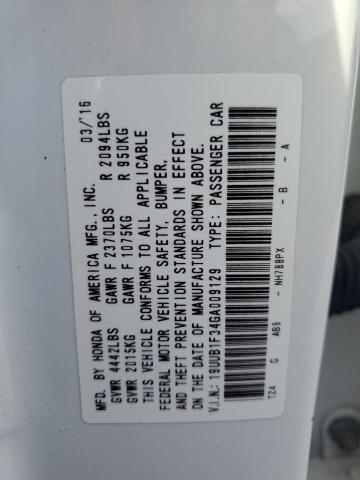 MFD. BY HONDA OF AMERICA MFG., INC. 03/'16
GVWR 4442LBS GAWR F 2370LBS R 2094LBS
GVWR 2015KG GAWR F 1075KG R 950KG
THIS VEHICLE CONFORMS TO ALL APPLICABLE
FEDERAL MOTOR VEHICLE SAFETY, BUMPER,
AND THEFT PREVENTION STANDARDS IN EFFECT
ON THE DATE OF MANUFACTURE SHOWN ABOVE.
V.I.N.: 19UUB1F34GA009129 TYPE: PASSENGER CAR
TZ4 G AB9 - NH788PX - B - A